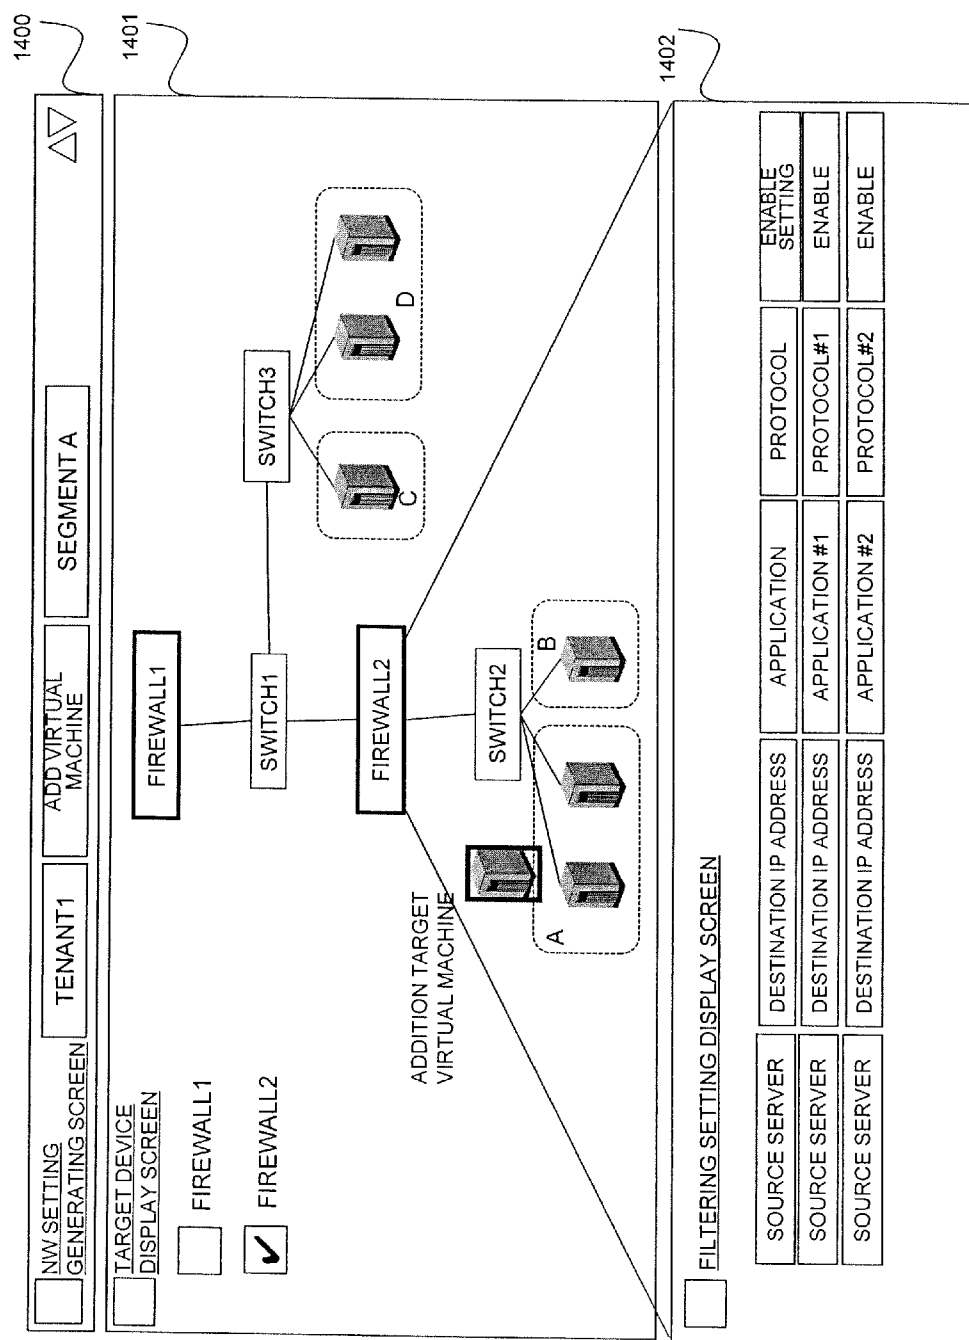 1400
NW SETTING
GENERATING SCREEN
TENANT1
ADD VIRTUAL
MACHINE
SEGMENT A
1401
TARGET DEVICE
DISPLAY SCREEN
FIREWALL1
FIREWALL2
FIREWALL1
SWITCH1
SWITCH3
C
D
FIREWALL2
ADDITION TARGET
VIRTUAL MACHINE
SWITCH2
A
B
1402
FILTERING SETTING DISPLAY SCREEN
SOURCE SERVER DESTINATION IP ADDRESS APPLICATION PROTOCOL ENABLE
SETTING
SOURCE SERVER DESTINATION IP ADDRESS APPLICATION #1 PROTOCOL#1 ENABLE
SOURCE SERVER DESTINATION IP ADDRESS APPLICATION #2 PROTOCOL#2 ENABLE